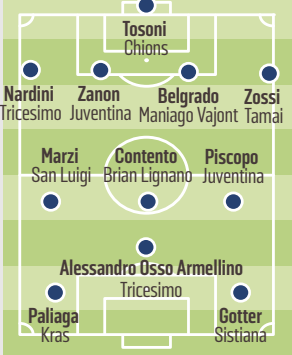 Tosoni
Chions
Nardini Zanon Belgrado Zossi
Tricesimo Juventina Maniago Vajont Tamai
Marzi Contento Piscopo
San Luigi Brian Lignano Juventina
Alessandro Osso Armellino
Tricesimo
Paliaga Gotter
Kras Sistiana